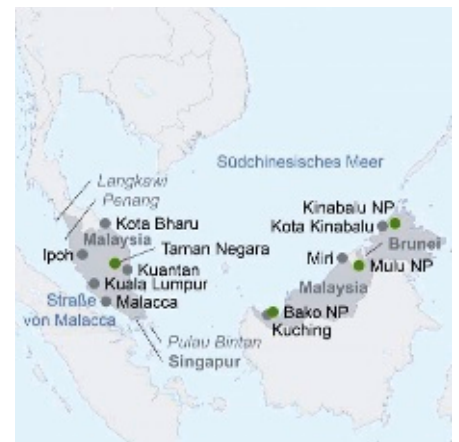 Südchinesisches Meer
Langkawi
Penang
Kota Bharu
Malaysia
Ipoh
Taman Negara
Kuantan
Kuala Lumpur
Straße
von Malacca
Malacca
Pulau Bintan
Singapur
Kinabalu NP
Kota Kinabalu
Brunei
Miri
Mulu NP
Malaysia
Bako NP
Kuching